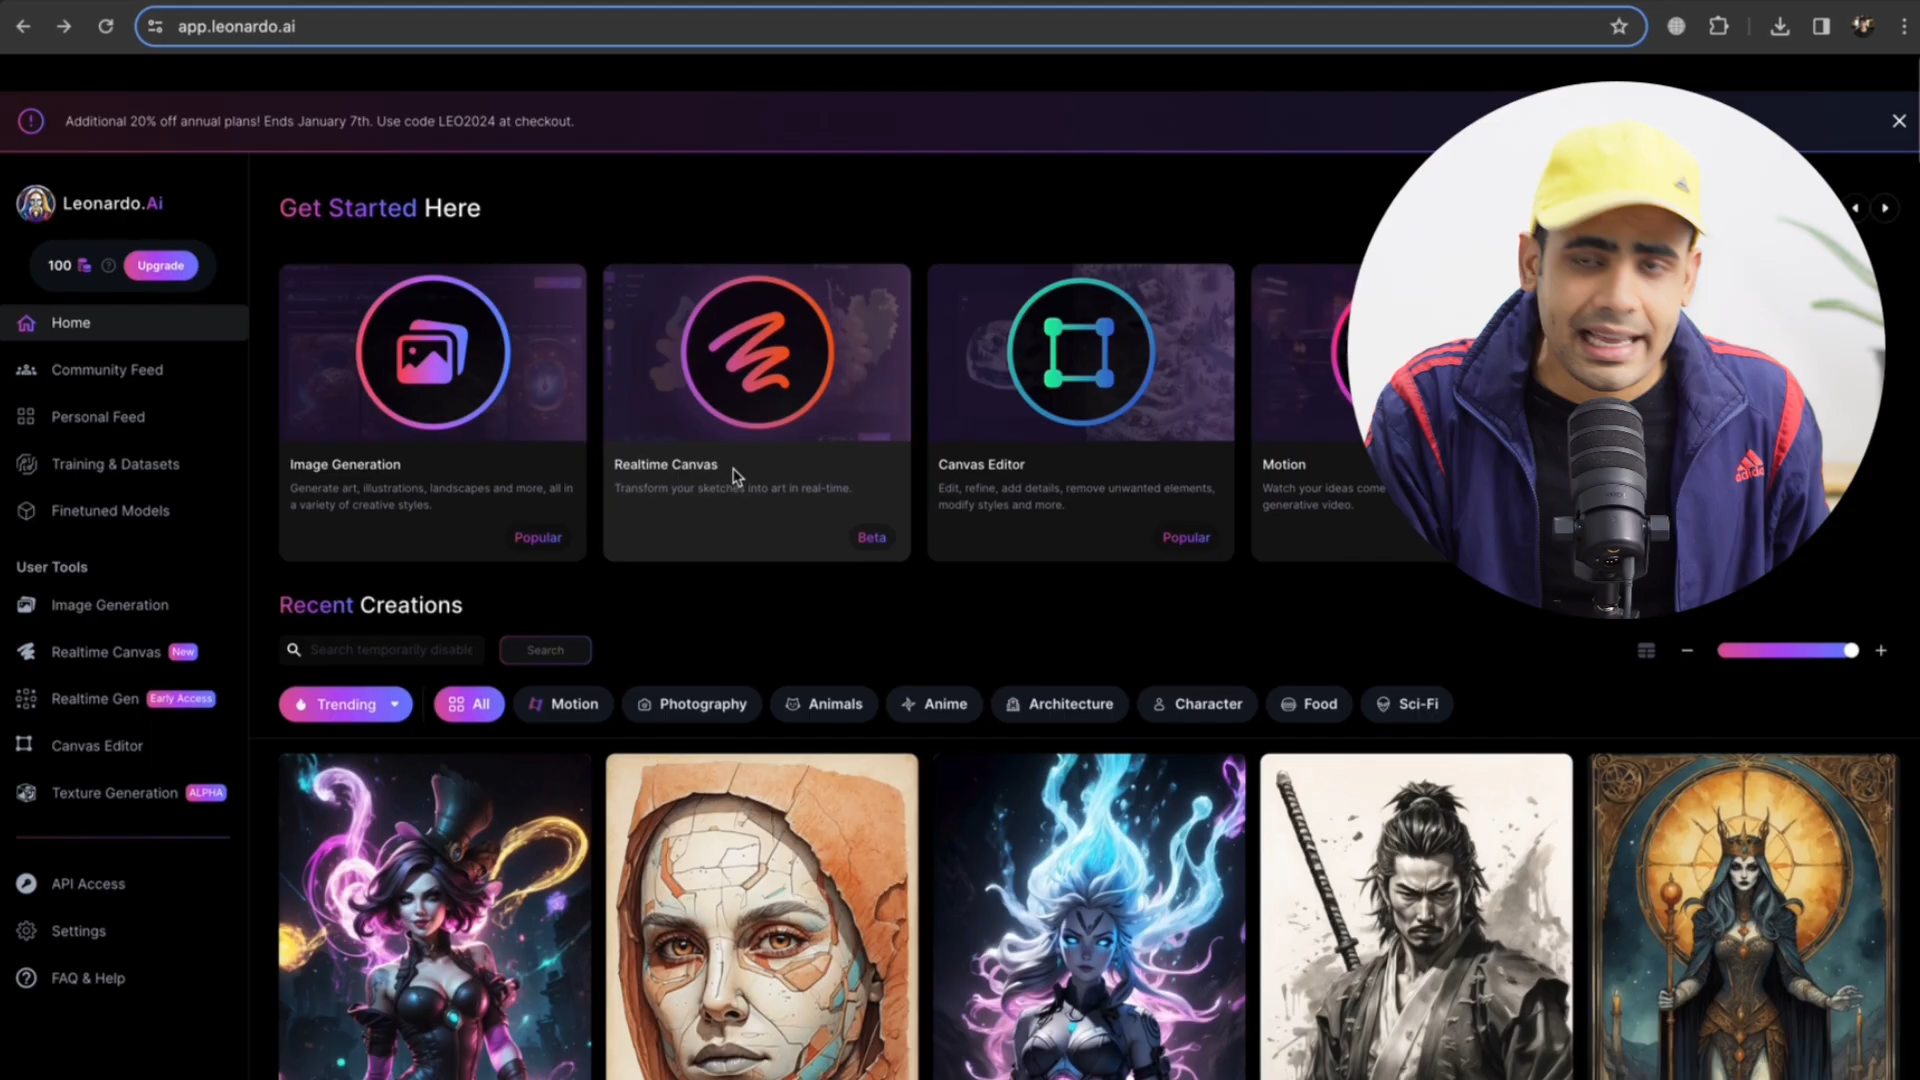 app.leonardo.ai
Additional 20% off annual plans! Ends January 7th. Use code LEO2024 at checkout.
Leonardo.Ai
100
Upgrade
Home
Community Feed
Personal Feed
Training & Datasets
Finetuned Models
User Tools
Image Generation
Realtime Canvas New
Realtime Gen Early Access
Canvas Editor
Texture Generation ALPHA
API Access
Settings
FAQ & Help
Get Started Here
Image Generation
Generate art, illustrations, landscapes and more, all in
a variety of creative styles.
Popular
Realtime Canvas
Transform your sketches into art in real-time.
Beta
Canvas Editor
Edit, refine, add details, remove unwanted elements,
modify styles and more.
Popular
Motion
Watch your ideas come
generative video.
adidas
Recent Creations
Search temporarily disable
Search
Trending
All
Motion
Photography
Animals
Anime
Architecture
Character
Food
Sci-Fi